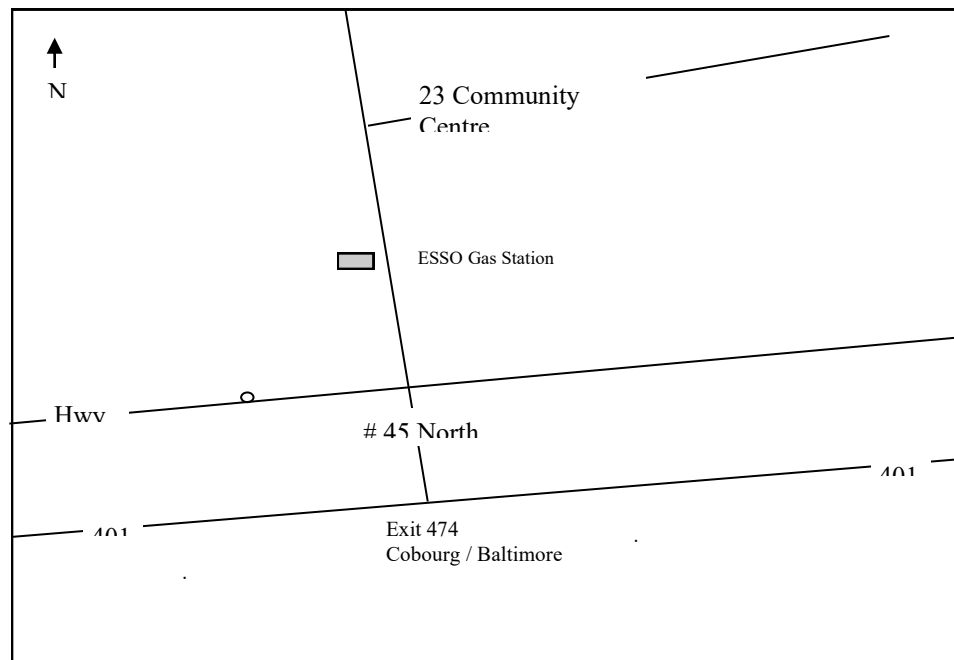 N
23 Community
Centre
ESSO Gas Station
Hwy
# 45 North
401
401
Exit 474
Cobourg / Baltimore